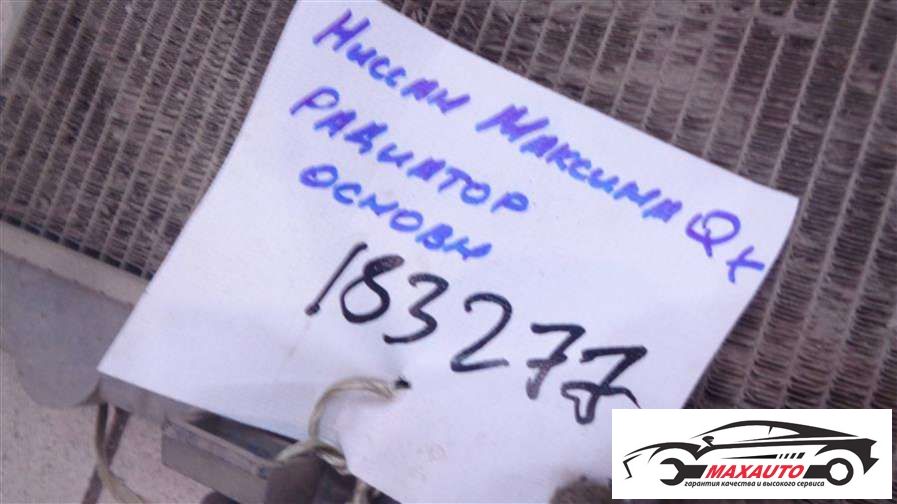 Ниссан Максима QX
Радиатор
основн
183277
MAXAUTO
гарантия качества и высокого сервиса